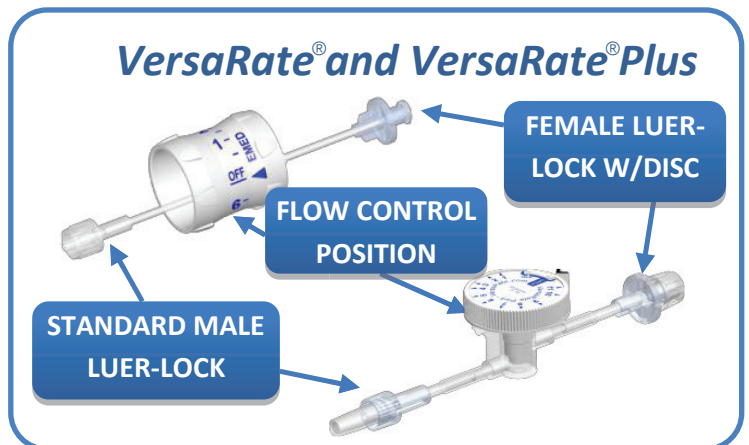 VersaRate® and VersaRate® Plus
FEMALE LUER-
LOCK W/DISC
1-
EMED
OFF
6-
FLOW CONTROL
POSITION
STANDARD MALE
LUER-LOCK